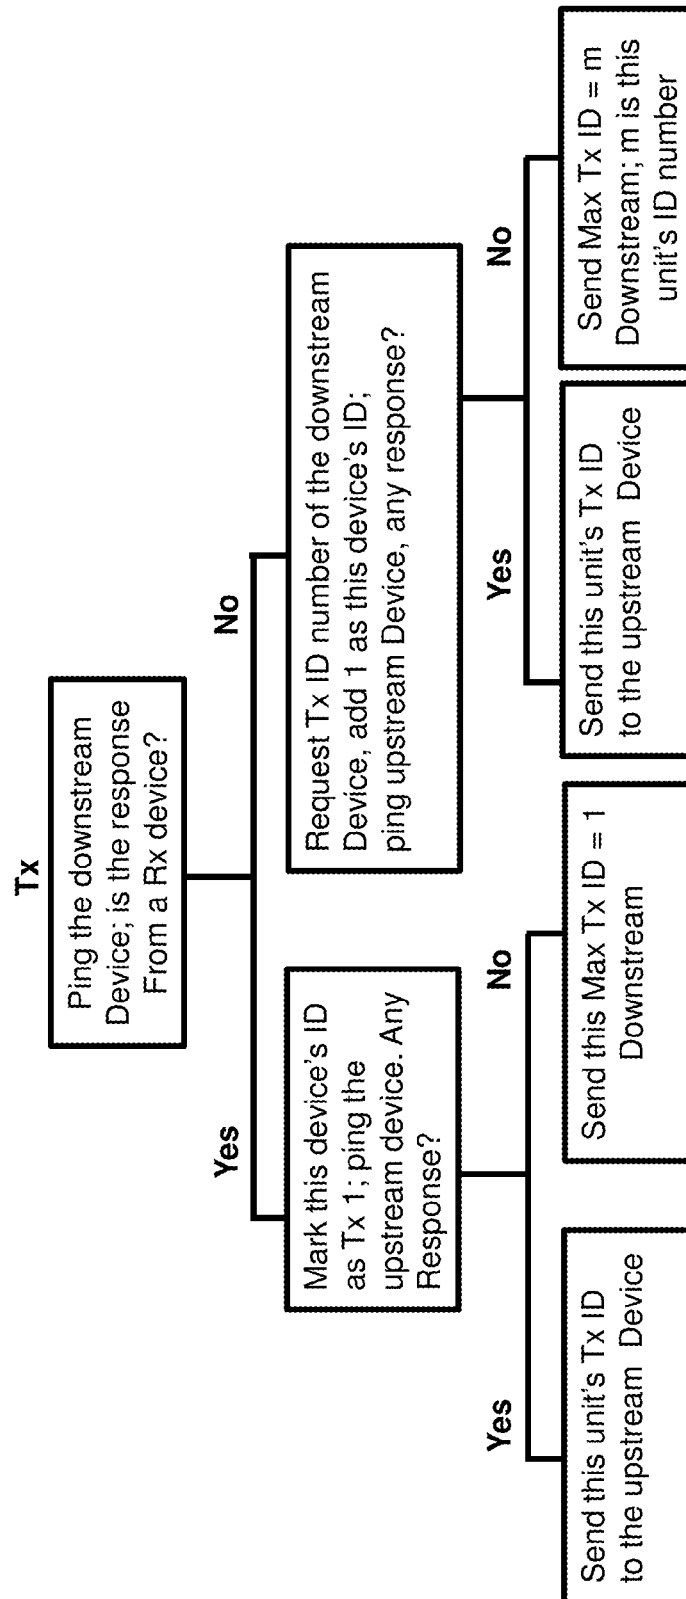 Tx
Ping the downstream
Device; is the response
From a Rx device?
Yes
No
Mark this device's ID
as Tx 1; ping the
upstream device. Any
Response?
Request Tx ID number of the downstream
Device, add 1 as this device's ID;
ping upstream Device, any response?
Yes
No
Yes
No
Send this unit's Tx ID
to the upstream Device
Send this Max Tx ID = 1
Downstream
Send this unit's Tx ID
to the upstream Device
Send Max Tx ID = m
Downstream; m is this
unit's ID number